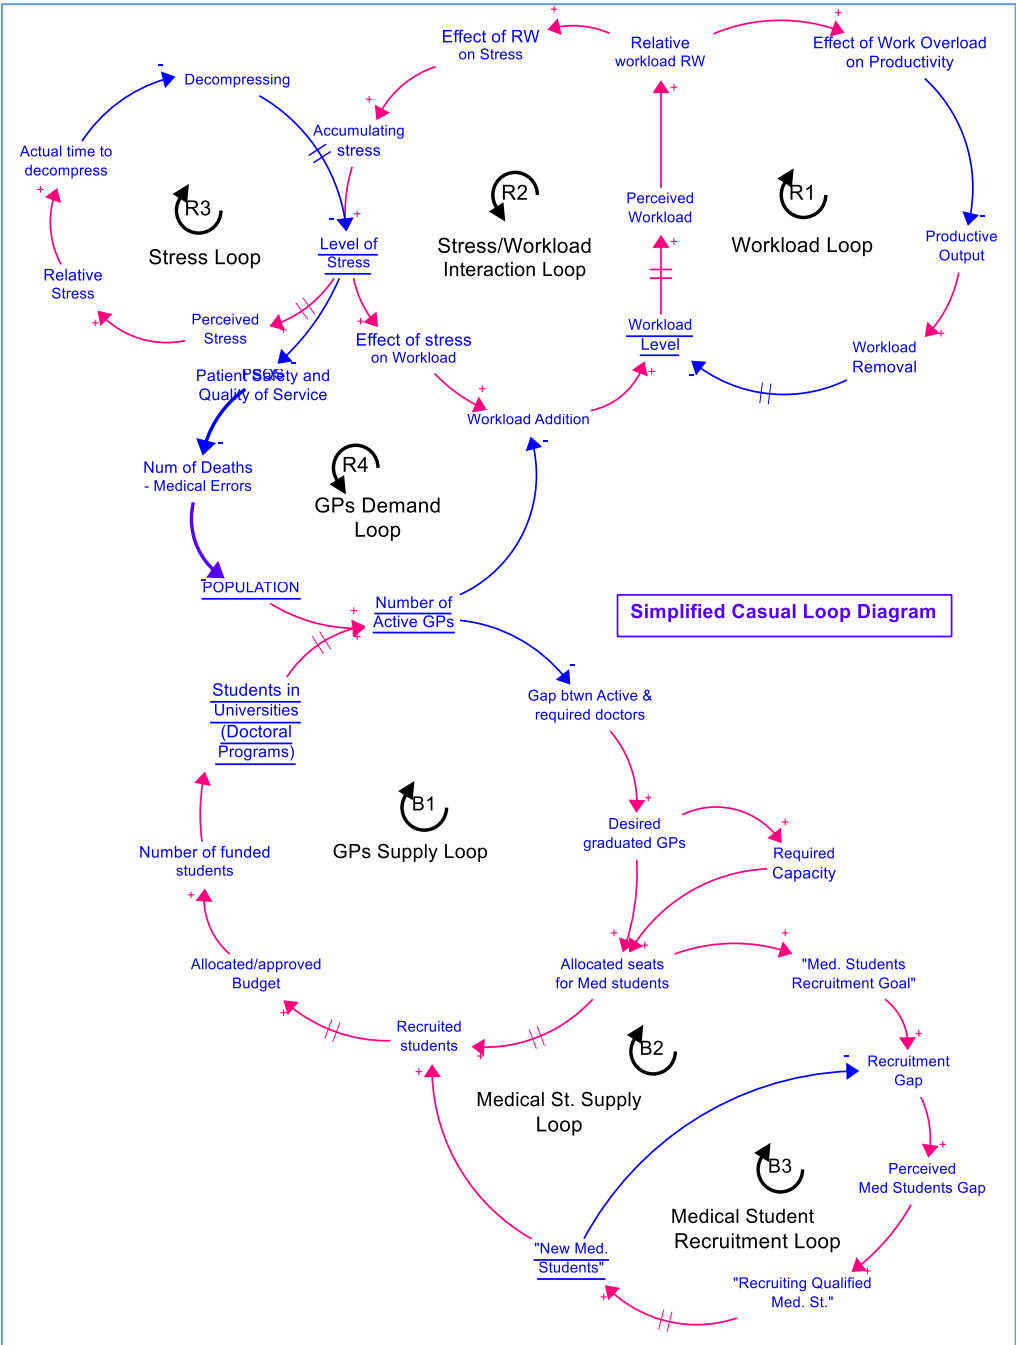 Effect of RW
on Stress
Relative
workload RW
Effect of Work Overload
on Productivity
Decompressing
Accumulating
stress
Actual time to
decompress
R3
Stress Loop
R2
Stress/Workload
Interaction Loop
Perceived
Workload
R1
Workload Loop
Productive
Output
Level of
Stress
Relative
Stress
Perceived
Stress
Effect of stress
on Workload
Workload
Level
Workload
Removal
Patient Safety and
Quality of Service
Workload Addition
Num of Deaths
- Medical Errors
R4
GPs Demand
Loop
POPULATION
Number of
Active GPs
Simplified Casual Loop Diagram
Students in
Universities
(Doctoral
Programs)
Gap btwn Active &
required doctors
B1
GPs Supply Loop
Desired
graduated GPs
Required
Capacity
Number of funded
students
Allocated/approved
Budget
Allocated seats
for Med students
"Med. Students
Recruitment Goal"
Recruited
students
B2
Medical St. Supply
Loop
Recruitment
Gap
B3
Medical Student
Recruitment Loop
Perceived
Med Students Gap
"New Med.
Students"
"Recruiting Qualified
Med. St."